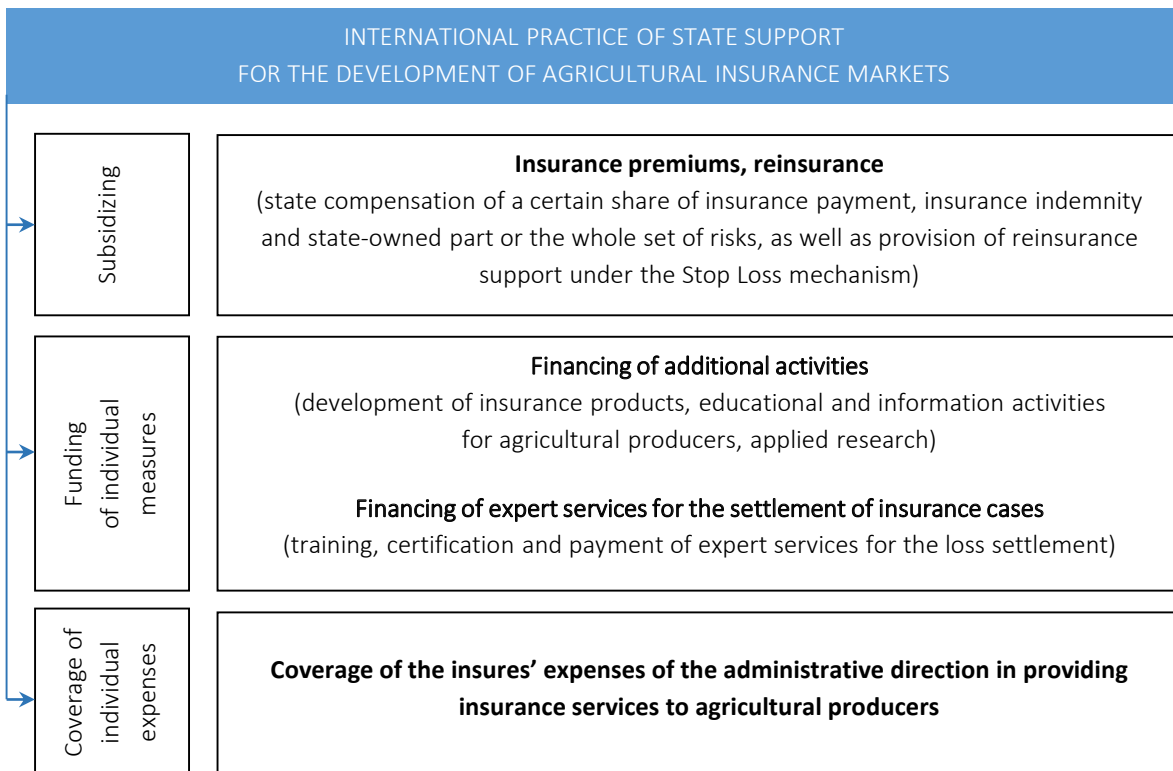 INTERNATIONAL PRACTICE OF STATE SUPPORT
FOR THE DEVELOPMENT OF AGRICULTURAL INSURANCE MARKETS
Subsidizing
Insurance premiums, reinsurance
(state compensation of a certain share of insurance payment, insurance indemnity
and state-owned part or the whole set of risks, as well as provision of reinsurance
support under the Stop Loss mechanism)
Funding
of individual
measures
Financing of additional activities
(development of insurance products, educational and information activities
for agricultural producers, applied research)
Financing of expert services for the settlement of insurance cases
(training, certification and payment of expert services for the loss settlement)
Coverage of
individual
expenses
Coverage of the insures’ expenses of the administrative direction in providing
insurance services to agricultural producers